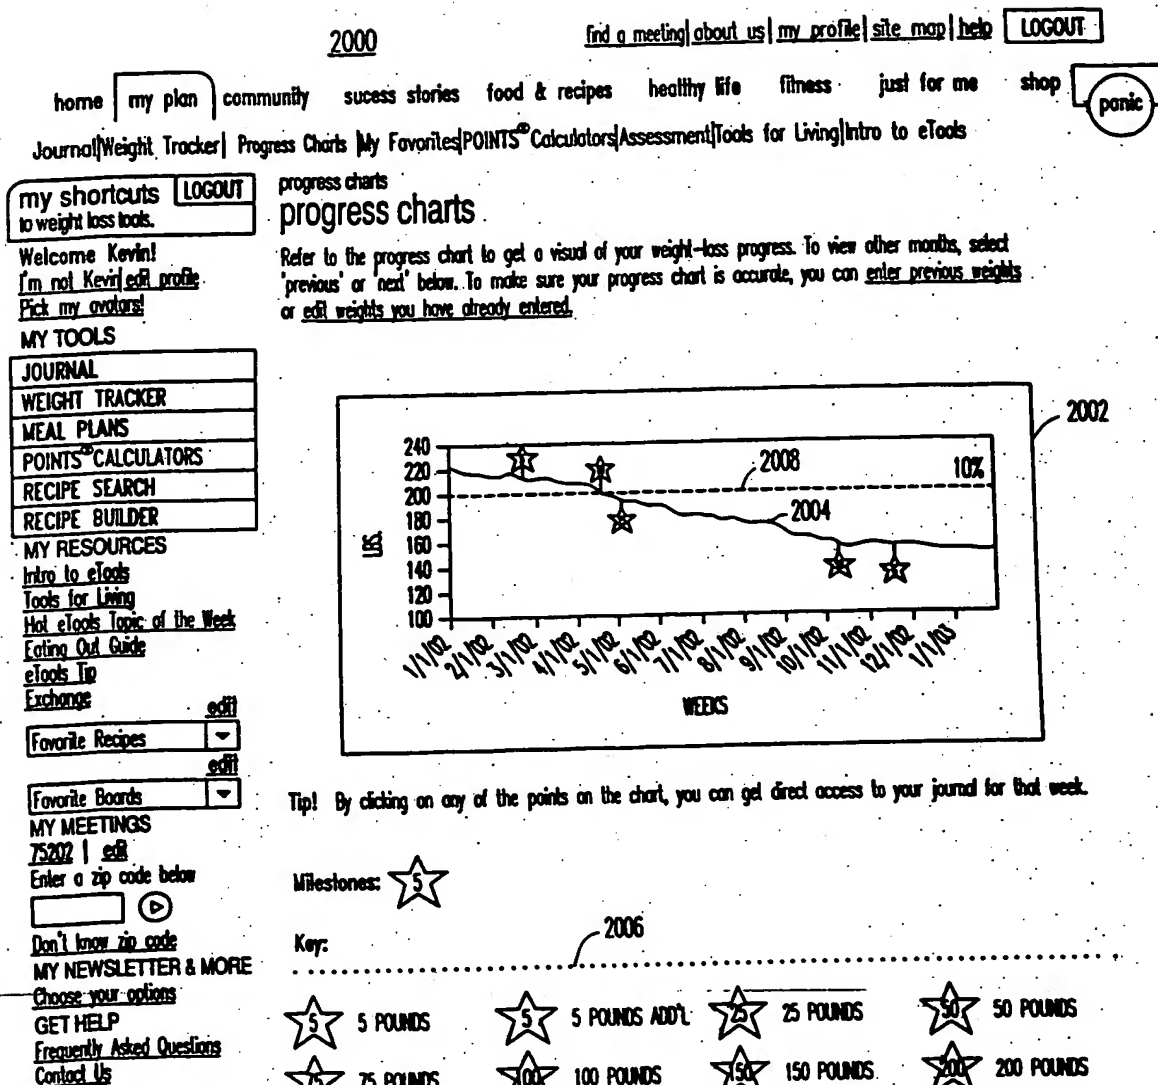 2000
find a meeting|about us|my profile|site map|help LOGOUT
home my plan community sucess stories food & recipes healthy life fitness just for me shop panic
Journal|Weight Tracker| Progress Charts |My Favorites|POINTS® Calculators|Assessment|Tools for Living|Intro to eTools
my shortcuts LOGOUT
to weight loss tools.
Welcome Kevin!
I'm not Kevin|edit profile
Pick my avatars!
MY TOOLS
JOURNAL
WEIGHT TRACKER
MEAL PLANS
POINTS® CALCULATORS
RECIPE SEARCH
RECIPE BUILDER
MY RESOURCES
Intro to eTools
Tools for Living
Hot eTools Topic of the Week
Eating Out Guide
eTools Tip
Exchange
edit
Favorite Recipes
edit
Favorite Boards
MY MEETINGS
75202 | edit
Enter a zip code below
Don't know zip code
MY NEWSLETTER & MORE
Choose your options
GET HELP
Frequently Asked Questions
Contact Us
progress charts
progress charts
Refer to the progress chart to get a visual of your weight-loss progress. To view other months, select
'previous' or 'next' below. To make sure your progress chart is accurate, you can enter previous weights
or edit weights you have already entered.
2002
240
220
200
180
160
140
120
100
LBS.
2008
10%
2004
1/1/02 2/1/02 3/1/02 4/1/02 5/1/02 6/1/02 7/1/02 8/1/02 9/1/02 10/1/02 11/1/02 12/1/02 1/1/03
WEEKS
Tip! By clicking on any of the points on the chart, you can get direct access to your journal for that week.
Milestones: 5
2006
Key:
5 5 POUNDS 5 5 POUNDS ADD'L 25 25 POUNDS 50 50 POUNDS
75 75 POUNDS 100 100 POUNDS 150 150 POUNDS 200 200 POUNDS